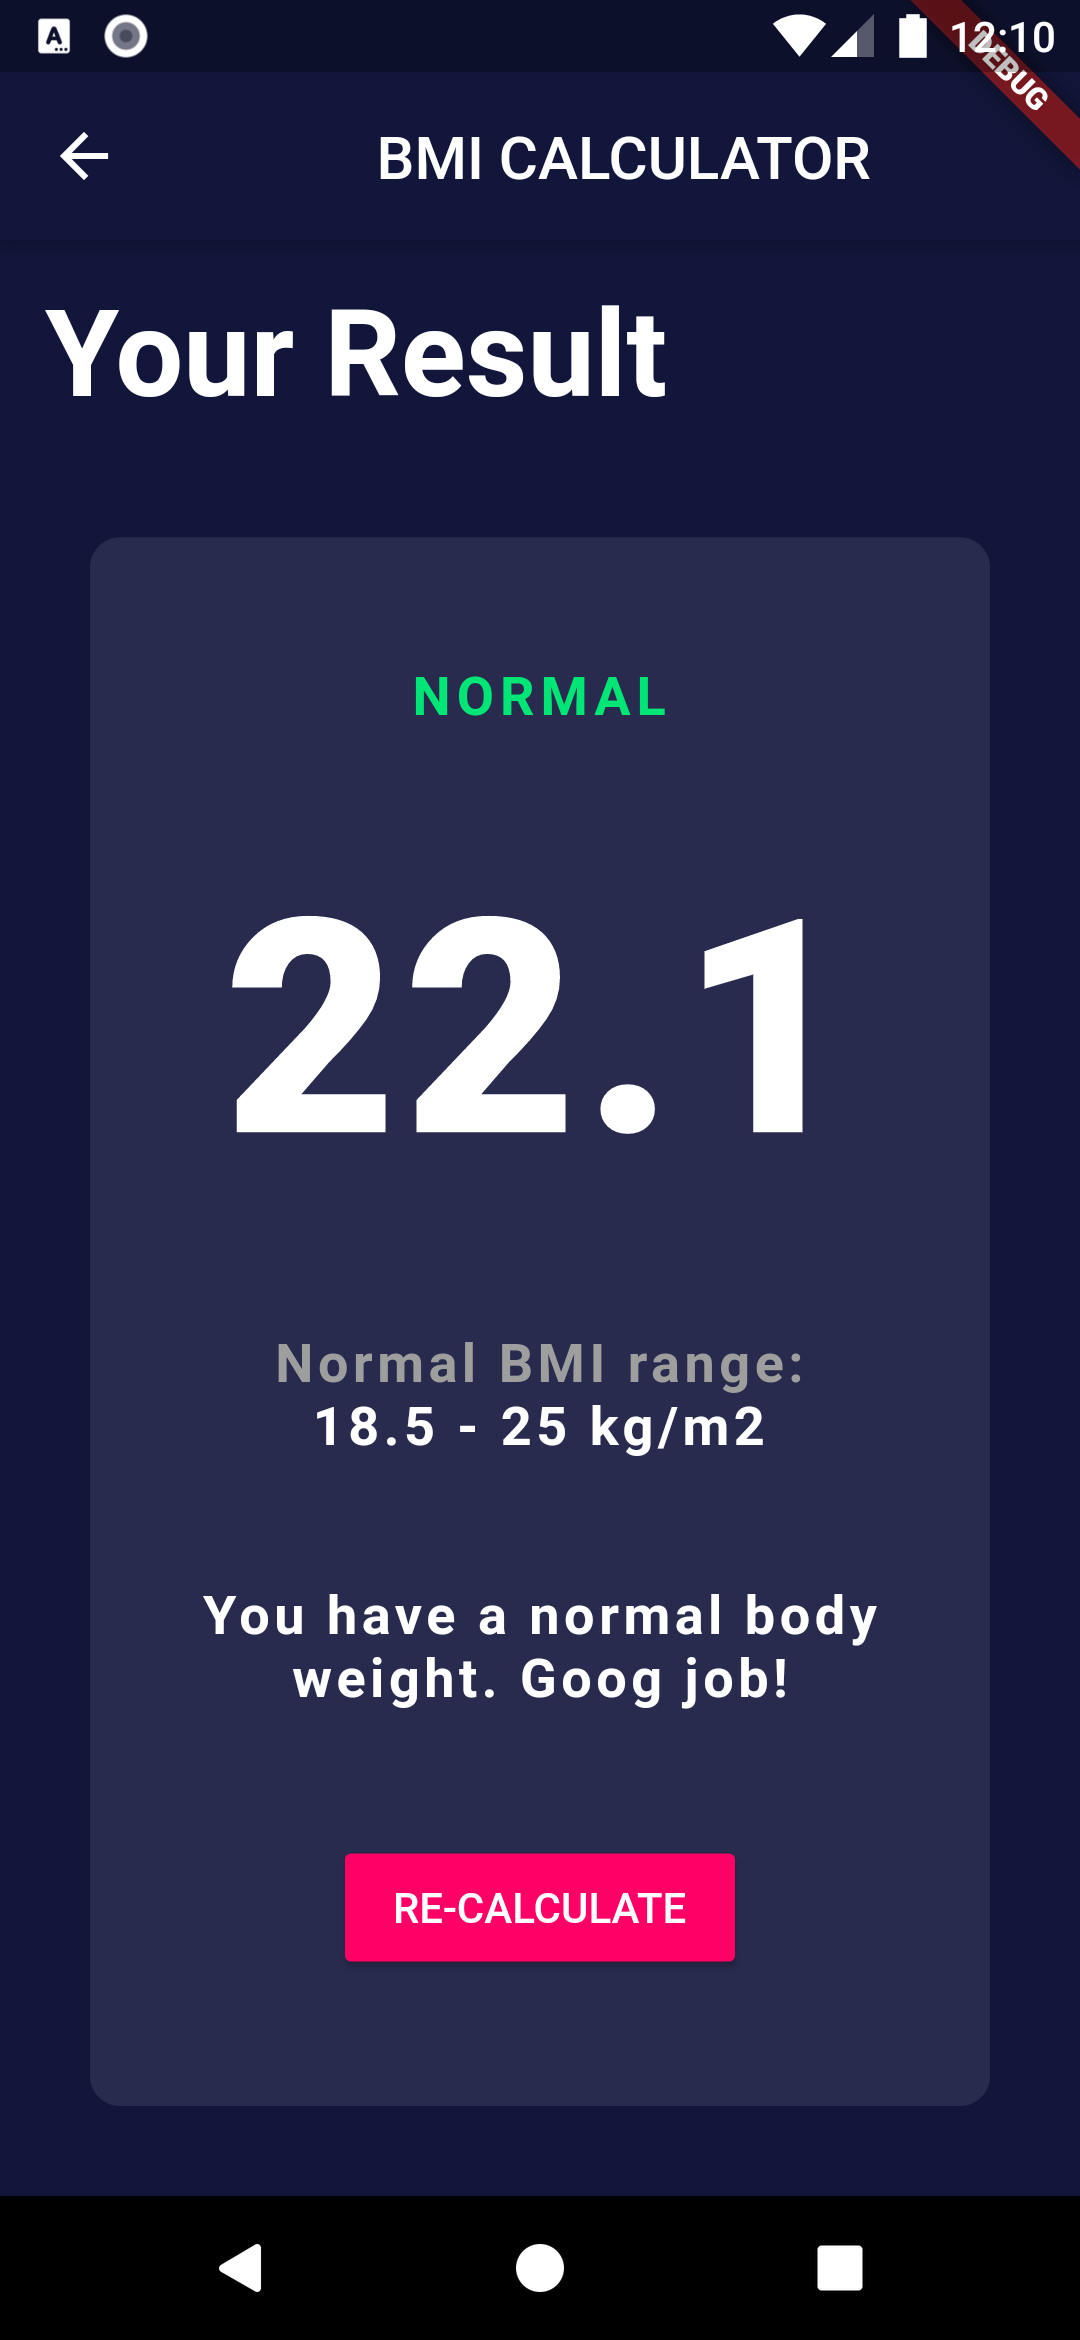 A
12:10
DEBUG
BMI CALCULATOR
Your Result
NORMAL
22.1
Normal BMI range:
18.5 - 25 kg/m2
You have a normal body
weight. Goog job!
RE-CALCULATE